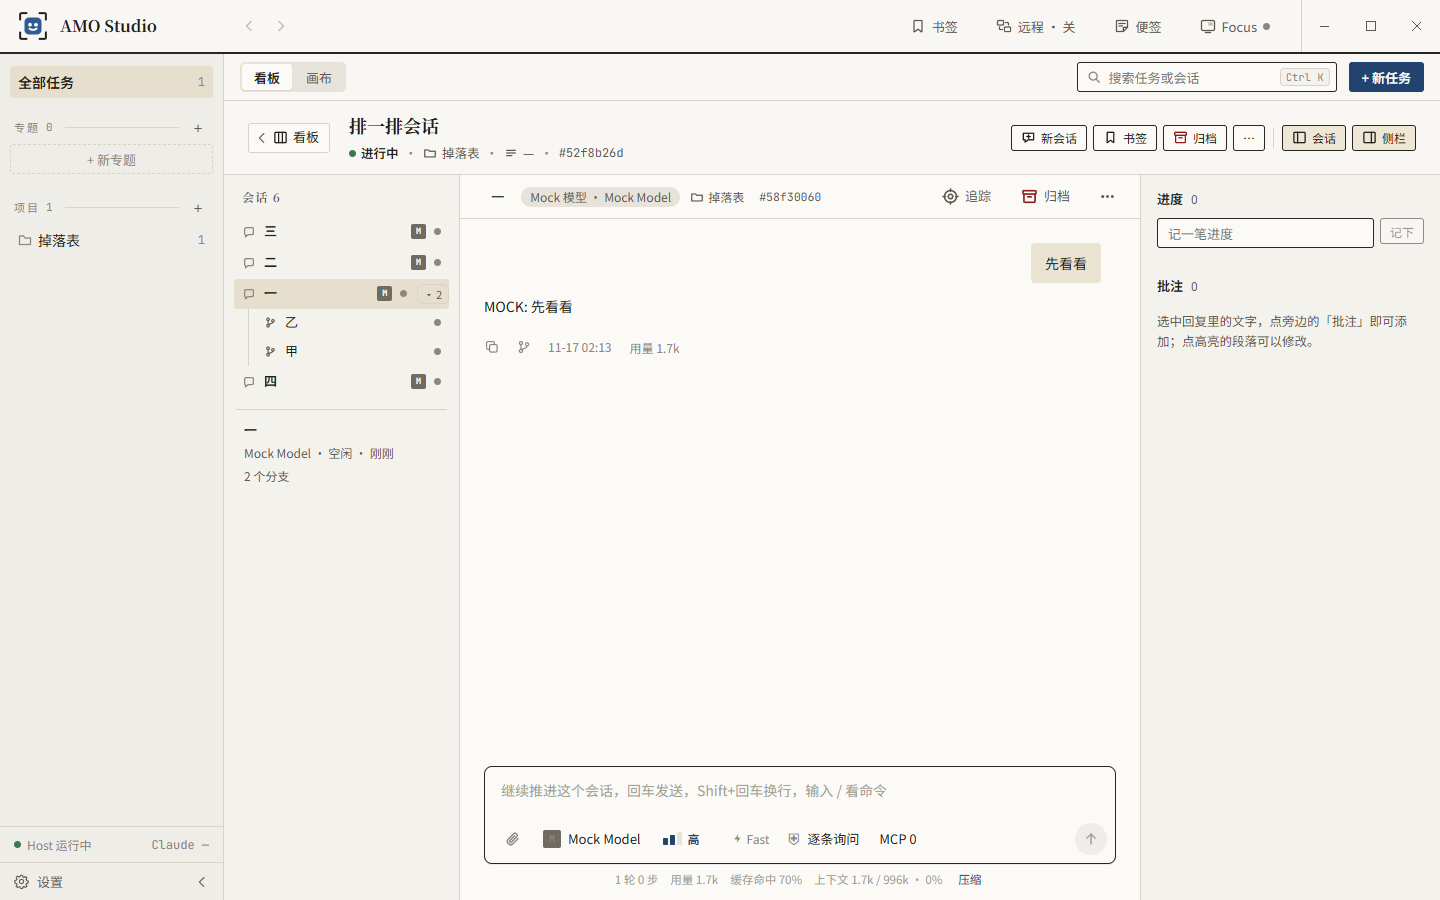 AMO Studio
书签
远程 · 关
便签
Focus
全部任务 1
专题 0
+ 新专题
项目 1
掉落表 1
Host 运行中 Claude —
设置
看板 画布
搜索任务或会话 Ctrl K
+ 新任务
看板
排一排会话
进行中 · 掉落表 · — · #52f8b26d
新会话
书签
归档
···
会话
侧栏
会话 6
三 M
二 M
一 M 2
乙
甲
四 M
一
Mock Model · 空闲 · 刚刚
2 个分支
一 Mock 模型 · Mock Model 掉落表 #58f30060 追踪 归档 ···
先看看
MOCK: 先看看
11-17 02:13 用量 1.7k
继续推进这个会话，回车发送，Shift+回车换行，输入 / 看命令
M Mock Model 高 Fast 逐条询问 MCP 0
1 轮 0 步 用量 1.7k 缓存命中 70% 上下文 1.7k / 996k · 0% 压缩
进度 0
记一笔进度 记下
批注 0
选中回复里的文字，点旁边的「批注」即可添
加；点高亮的段落可以修改。